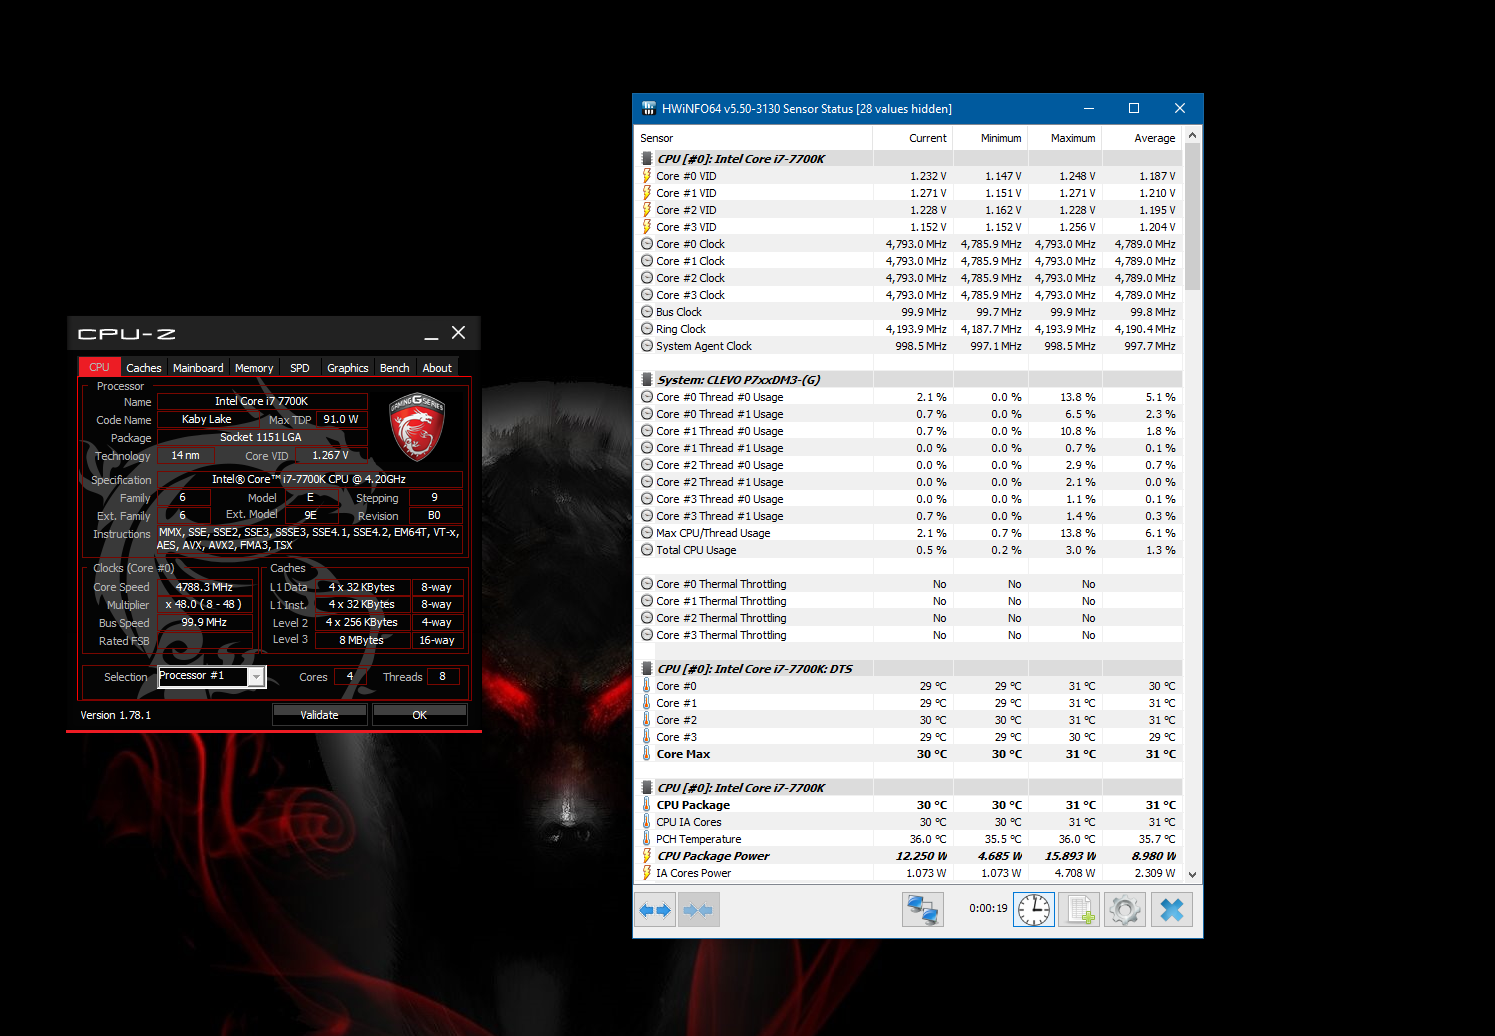 CPU-Z
CPU Caches Mainboard Memory SPD Graphics Bench About
Processor
Name Intel Core i7 7700K
Code Name Kaby Lake Max TDP 91.0 W
Package Socket 1151 LGA
Technology 14 nm Core VID 1.267 V
GAMING G SERIES
Specification Intel® Core™ i7-7700K CPU @ 4.20GHz
Family 6 Model E Stepping 9
Ext. Family 6 Ext. Model 9E Revision B0
Instructions MMX, SSE, SSE2, SSE3, SSSE3, SSE4.1, SSE4.2, EM64T, VT-x,
AES, AVX, AVX2, FMA3, TSX
Clocks (Core #0)
Core Speed 4788.3 MHz
Multiplier x 48.0 ( 8 - 48 )
Bus Speed 99.9 MHz
Rated FSB
Caches
L1 Data 4 x 32 KBytes 8-way
L1 Inst. 4 x 32 KBytes 8-way
Level 2 4 x 256 KBytes 4-way
Level 3 8 MBytes 16-way
Selection Processor #1 Cores 4 Threads 8
Version 1.78.1 Validate OK
HWiNFO64 v5.50-3130 Sensor Status [28 values hidden]
Sensor Current Minimum Maximum Average
CPU [#0]: Intel Core i7-7700K
Core #0 VID 1.232 V 1.147 V 1.248 V 1.187 V
Core #1 VID 1.271 V 1.151 V 1.271 V 1.210 V
Core #2 VID 1.228 V 1.162 V 1.228 V 1.195 V
Core #3 VID 1.152 V 1.152 V 1.256 V 1.204 V
Core #0 Clock 4,793.0 MHz 4,785.9 MHz 4,793.0 MHz 4,789.0 MHz
Core #1 Clock 4,793.0 MHz 4,785.9 MHz 4,793.0 MHz 4,789.0 MHz
Core #2 Clock 4,793.0 MHz 4,785.9 MHz 4,793.0 MHz 4,789.0 MHz
Core #3 Clock 4,793.0 MHz 4,785.9 MHz 4,793.0 MHz 4,789.0 MHz
Bus Clock 99.9 MHz 99.7 MHz 99.9 MHz 99.8 MHz
Ring Clock 4,193.9 MHz 4,187.7 MHz 4,193.9 MHz 4,190.4 MHz
System Agent Clock 998.5 MHz 997.1 MHz 998.5 MHz 997.7 MHz
System: CLEVO P7xxDM3-(G)
Core #0 Thread #0 Usage 2.1 % 0.0 % 13.8 % 5.1 %
Core #0 Thread #1 Usage 0.7 % 0.0 % 6.5 % 2.3 %
Core #1 Thread #0 Usage 0.7 % 0.0 % 10.8 % 1.8 %
Core #1 Thread #1 Usage 0.0 % 0.0 % 0.7 % 0.1 %
Core #2 Thread #0 Usage 0.0 % 0.0 % 2.9 % 0.7 %
Core #2 Thread #1 Usage 0.0 % 0.0 % 2.1 % 0.0 %
Core #3 Thread #0 Usage 0.0 % 0.0 % 1.1 % 0.1 %
Core #3 Thread #1 Usage 0.7 % 0.0 % 1.4 % 0.3 %
Max CPU/Thread Usage 2.1 % 0.7 % 13.8 % 6.1 %
Total CPU Usage 0.5 % 0.2 % 3.0 % 1.3 %
Core #0 Thermal Throttling No No No
Core #1 Thermal Throttling No No No
Core #2 Thermal Throttling No No No
Core #3 Thermal Throttling No No No
CPU [#0]: Intel Core i7-7700K: DTS
Core #0 29 °C 29 °C 31 °C 30 °C
Core #1 29 °C 29 °C 31 °C 31 °C
Core #2 30 °C 30 °C 31 °C 31 °C
Core #3 29 °C 29 °C 30 °C 29 °C
Core Max 30 °C 30 °C 31 °C 31 °C
CPU [#0]: Intel Core i7-7700K
CPU Package 30 °C 30 °C 31 °C 31 °C
CPU IA Cores 30 °C 30 °C 31 °C 31 °C
PCH Temperature 36.0 °C 35.5 °C 36.0 °C 35.7 °C
CPU Package Power 12.250 W 4.685 W 15.893 W 8.980 W
IA Cores Power 1.073 W 1.073 W 4.708 W 2.309 W
0:00:19